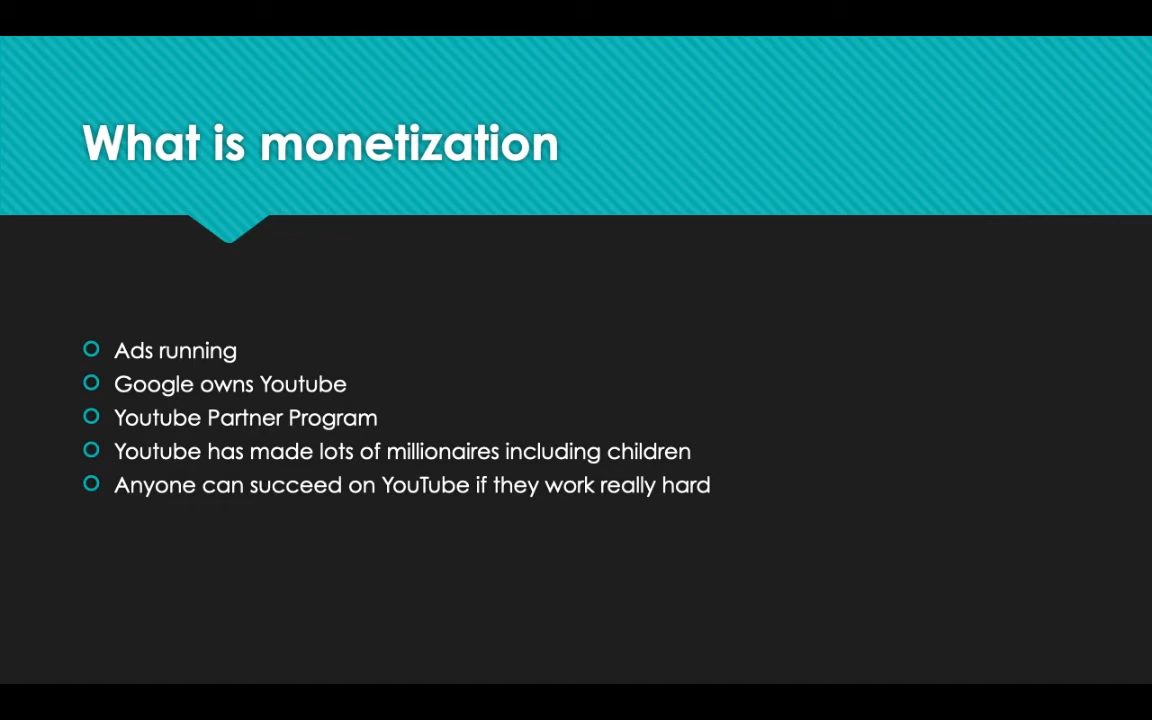 What is monetization
Ads running
Google owns Youtube
Youtube Partner Program
Youtube has made lots of millionaires including children
Anyone can succeed on YouTube if they work really hard